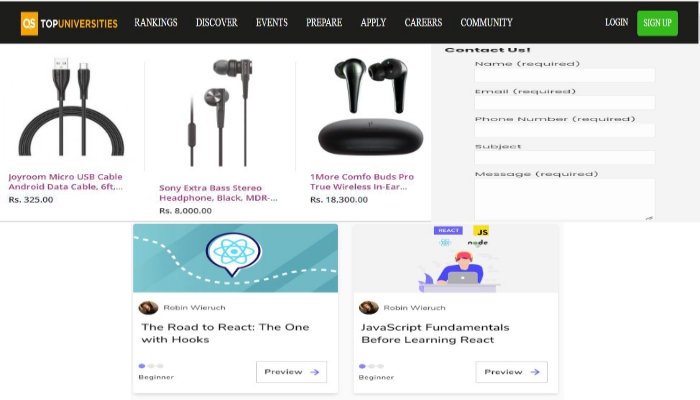 QS TOPUNIVERSITIES RANKINGS DISCOVER EVENTS PREPARE APPLY CAREERS COMMUNITY LOGIN SIGN UP
Joyroom Micro USB Cable
Android Data Cable, 6ft,...
Rs. 325.00
Sony Extra Bass Stereo
Headphone, Black, MDR-...
Rs. 8,000.00
1More Comfo Buds Pro
True Wireless In-Ear...
Rs. 18,300.00
Contact Us!
Name (required)
Email (required)
Phone Number (required)
Subject
Message (required)
Robin Wieruch
The Road to React: The One
with Hooks
Beginner
Preview
REACT JS
node
Robin Wieruch
JavaScript Fundamentals
Before Learning React
Beginner
Preview